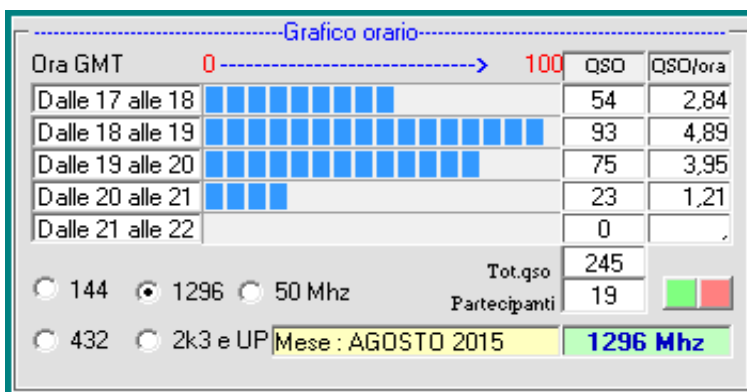 Grafico orario
Ora GMT 0 100 QSO QSO/ora
Dalle 17 alle 18 54 2,84
Dalle 18 alle 19 93 4,89
Dalle 19 alle 20 75 3,95
Dalle 20 alle 21 23 1,21
Dalle 21 alle 22 0 ,
Tot.qso 245
144 1296 50 Mhz
Partecipanti 19
432 2k3 e UP Mese : AGOSTO 2015 1296 Mhz